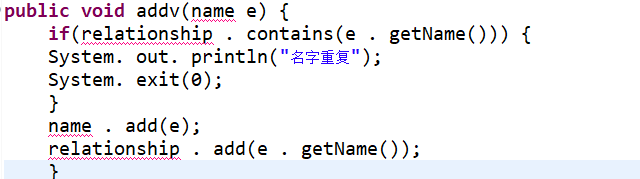 public void addv(name e) {
if(relationship . contains(e . getName())) {
System. out. println("名字重复");
System. exit(0);
}
name . add(e);
relationship . add(e . getName());
}